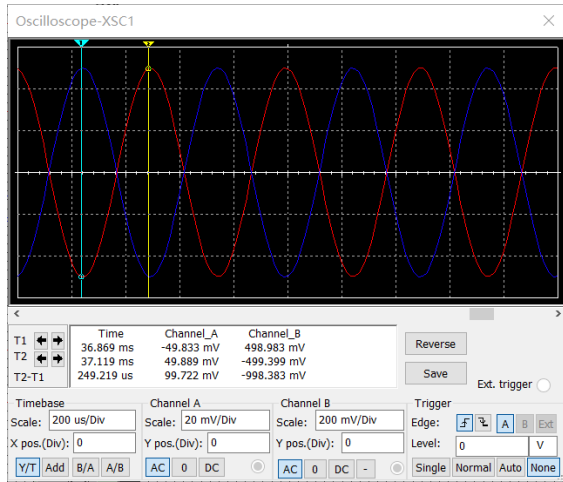 Oscilloscope-XSC1
Time Channel_A Channel_B
T1 36.869 ms -49.833 mV 498.983 mV
T2 37.119 ms 49.889 mV -499.399 mV
T2-T1 249.219 us 99.722 mV -998.383 mV
Reverse
Save
Ext. trigger
Timebase
Scale: 200 us/Div
X pos.(Div): 0
Y/T Add B/A A/B
Channel A
Scale: 20 mV/Div
Y pos.(Div): 0
AC 0 DC
Channel B
Scale: 200 mV/Div
Y pos.(Div): 0
AC 0 DC -
Trigger
Edge: A B Ext
Level: 0 V
Single Normal Auto None